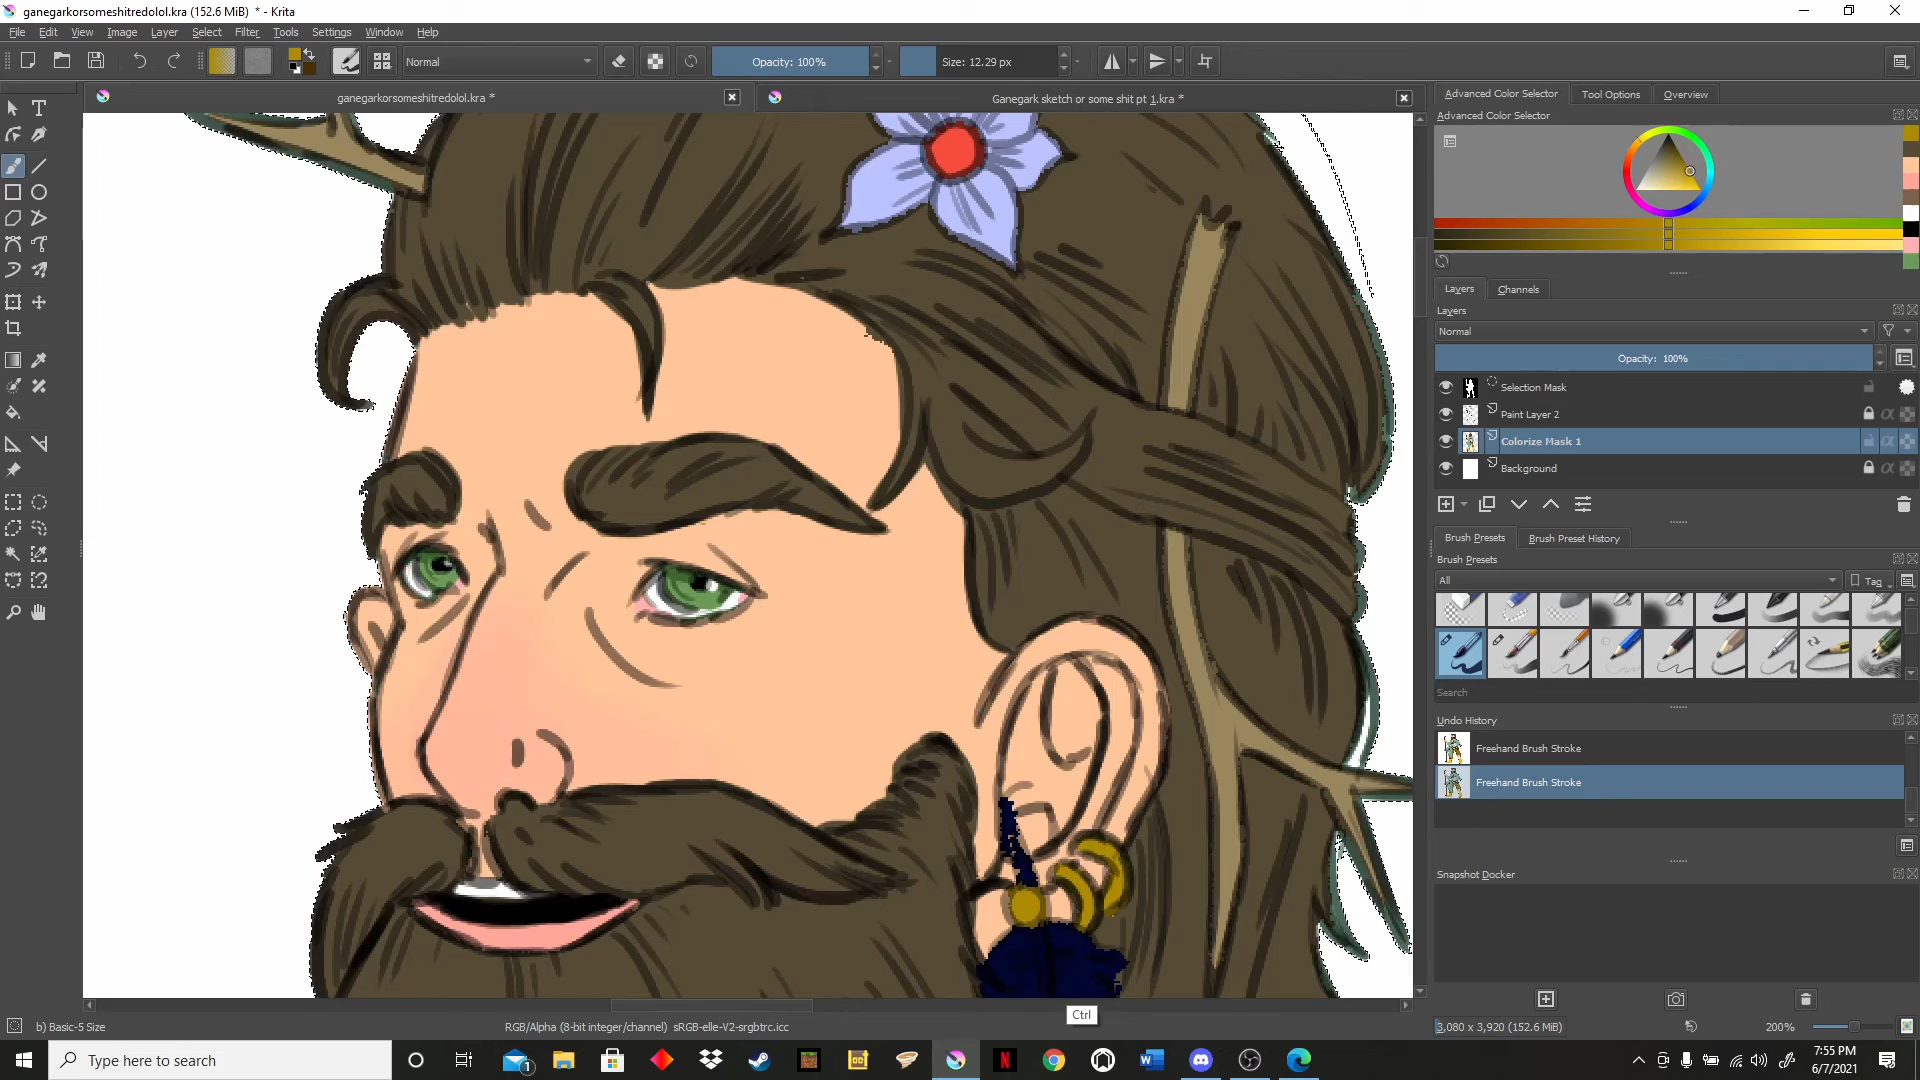 ganegarkorsomeshitredolol.kra (152.6 MiB) * - Krita
File Edit View Image Layer Select Filter Tools Settings Window Help
Normal Opacity: 100% Size: 12.29 px
ganegarkorsomeshitredolol.kra * Ganegark sketch or some shit pt 1.kra *
Advanced Color Selector Tool Options Overview
Advanced Color Selector
Layers Channels
Layers
Normal
Opacity: 100%
Selection Mask
Paint Layer 2
Colorize Mask 1
Background
Brush Presets Brush Preset History
Brush Presets
All Tag
Search
Undo History
Freehand Brush Stroke
Freehand Brush Stroke
Snapshot Docker
Ctrl
b) Basic-5 Size RGB/Alpha (8-bit integer/channel) sRGB-elle-V2-srgbtrc.icc 3,080 x 3,920 (152.6 MiB) 200%
Type here to search
7:55 PM
6/7/2021